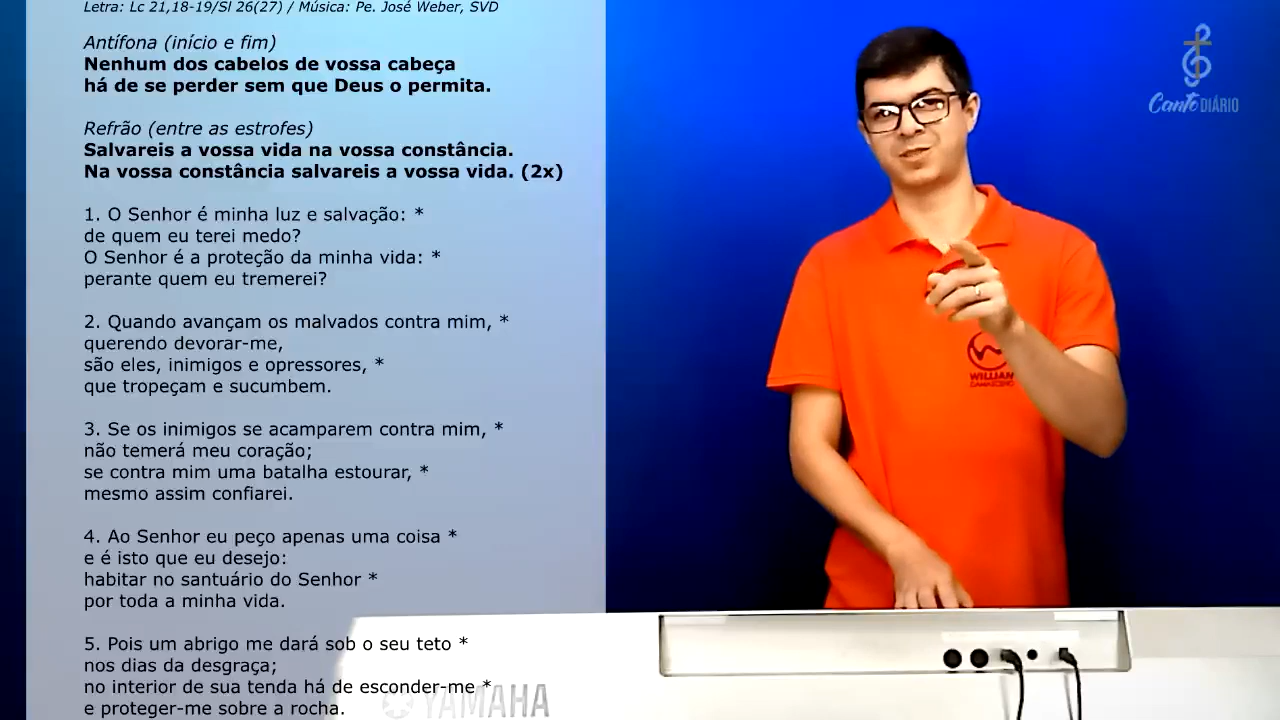 Letra: Lc 21,18-19/Sl 26(27) / Música: Pe. José Weber, SVD
Antífona (início e fim)
Nenhum dos cabelos de vossa cabeça
há de se perder sem que Deus o permita.
Refrão (entre as estrofes)
Salvareis a vossa vida na vossa constância.
Na vossa constância salvareis a vossa vida. (2x)
1. O Senhor é minha luz e salvação: *
de quem eu terei medo?
O Senhor é a proteção da minha vida: *
perante quem eu tremerei?
2. Quando avançam os malvados contra mim, *
querendo devorar-me,
são eles, inimigos e opressores, *
que tropeçam e sucumbem.
3. Se os inimigos se acamparem contra mim, *
não temerá meu coração;
se contra mim uma batalha estourar, *
mesmo assim confiarei.
4. Ao Senhor eu peço apenas uma coisa *
e é isto que eu desejo:
habitar no santuário do Senhor *
por toda a minha vida.
5. Pois um abrigo me dará sob o seu teto *
nos dias da desgraça;
no interior de sua tenda há de esconder-me *
e proteger-me sobre a rocha.
Canto DIÁRIO
WILLIAN
DAMASCENO
YAMAHA